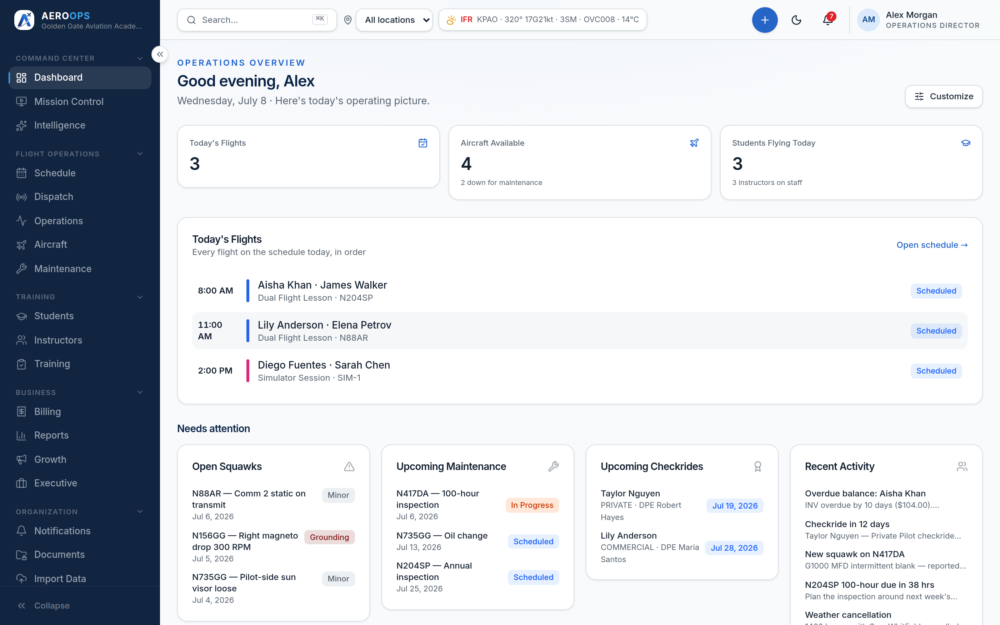 AEROOPS
Golden Gate Aviation Acade...
COMMAND CENTER
Dashboard
Mission Control
Intelligence
FLIGHT OPERATIONS
Schedule
Dispatch
Operations
Aircraft
Maintenance
TRAINING
Students
Instructors
Training
BUSINESS
Billing
Reports
Growth
Executive
ORGANIZATION
Notifications
Documents
Import Data
Collapse
Search...
⌘K
All locations
IFR KPAO · 320° 17G21kt · 3SM · OVC008 · 14°C
7
AM
Alex Morgan
OPERATIONS DIRECTOR
OPERATIONS OVERVIEW
Good evening, Alex
Wednesday, July 8 · Here's today's operating picture.
Customize
Today's Flights
3
Aircraft Available
4
2 down for maintenance
Students Flying Today
3
3 instructors on staff
Today's Flights
Every flight on the schedule today, in order
Open schedule →
8:00 AM
Aisha Khan · James Walker
Dual Flight Lesson · N204SP
Scheduled
11:00
AM
Lily Anderson · Elena Petrov
Dual Flight Lesson · N88AR
Scheduled
2:00 PM
Diego Fuentes · Sarah Chen
Simulator Session · SIM-1
Scheduled
Needs attention
Open Squawks
N88AR — Comm 2 static on
transmit
Jul 6, 2026
Minor
N156GG — Right magneto
drop 300 RPM
Jul 5, 2026
Grounding
N735GG — Pilot-side sun
visor loose
Jul 4, 2026
Minor
Upcoming Maintenance
N417DA — 100-hour
inspection
Jul 6, 2026
In Progress
N735GG — Oil change
Jul 13, 2026
Scheduled
N204SP — Annual
inspection
Jul 25, 2026
Scheduled
Upcoming Checkrides
Taylor Nguyen
PRIVATE · DPE Robert
Hayes
Jul 19, 2026
Lily Anderson
COMMERCIAL · DPE Maria
Santos
Jul 28, 2026
Recent Activity
Overdue balance: Aisha Khan
INV overdue by 10 days ($104.00)....
Checkride in 12 days
Taylor Nguyen — Private Pilot checkride...
New squawk on N417DA
G1000 MFD intermittent blank — reported...
N204SP 100-hour due in 38 hrs
Plan the inspection around next week's...
Weather cancellation